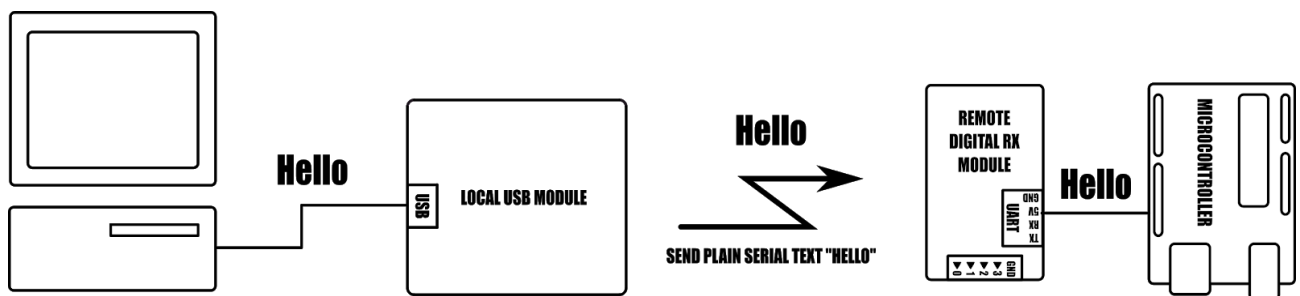 Hello
USB
LOCAL USB MODULE
Hello
SEND PLAIN SERIAL TEXT "HELLO"
REMOTE
DIGITAL RX
MODULE
UART
GND
5V
RX
TX
0
1
2
3
GND
Hello
MICROCONTROLLER